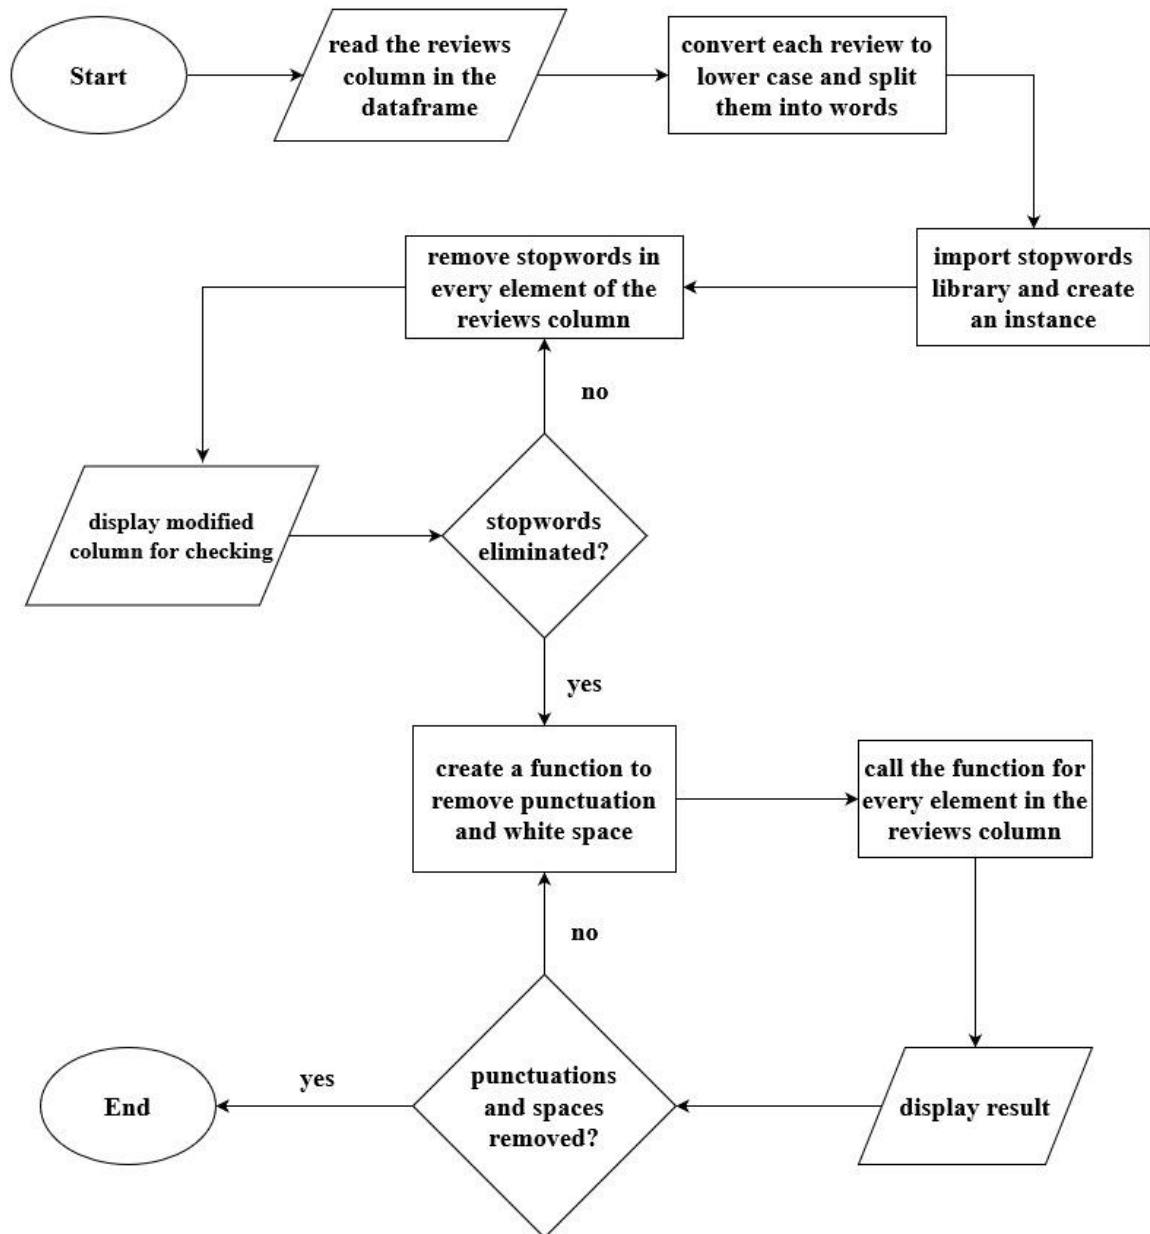 Start
read the reviews
column in the
dataframe
convert each review to
lower case and split
them into words
import stopwords
library and create
an instance
remove stopwords in
every element of the
reviews column
no
display modified
column for checking
stopwords
eliminated?
yes
create a function to
remove punctuation
and white space
call the function for
every element in the
reviews column
display result
punctuations
and spaces
removed?
no
yes
End